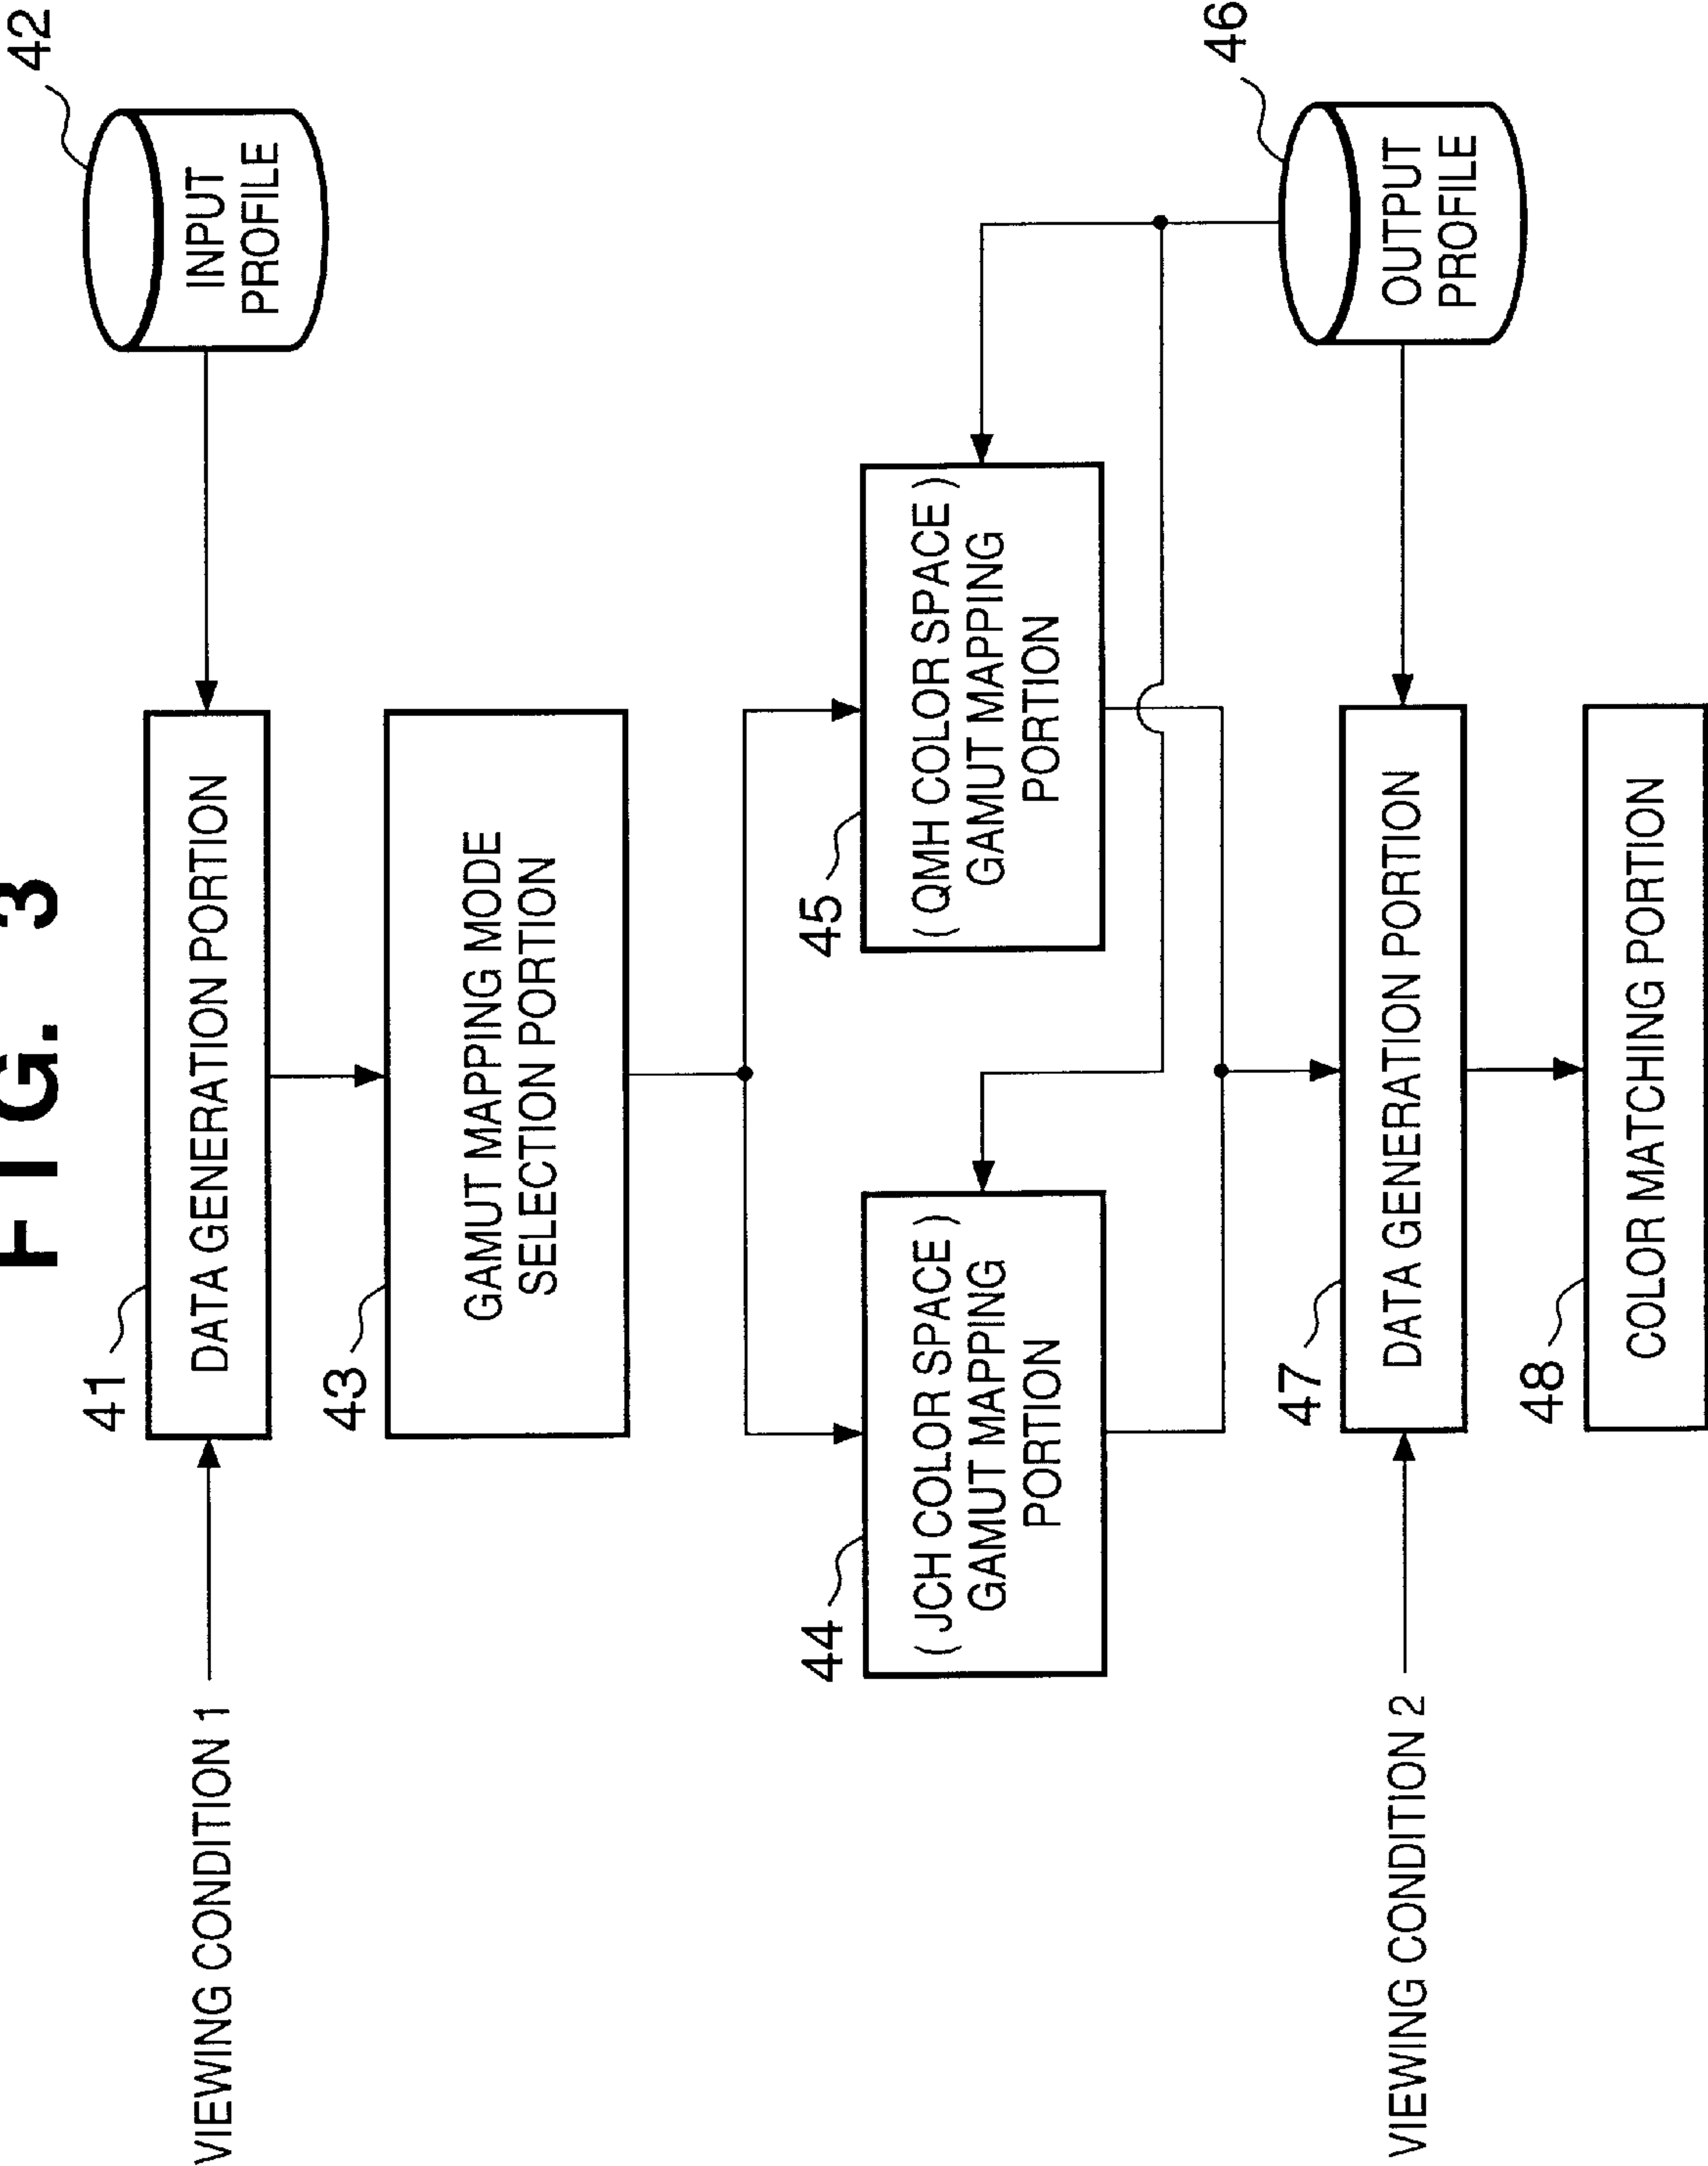 FIG. 3
42
INPUT
PROFILE
41
DATA GENERATION PORTION
VIEWING CONDITION 1
43
GAMUT MAPPING MODE
SELECTION PORTION
44
( JCH COLOR SPACE )
GAMUT MAPPING
PORTION
45
( QMH COLOR SPACE )
GAMUT MAPPING
PORTION
46
OUTPUT
PROFILE
47
DATA GENERATION PORTION
VIEWING CONDITION 2
48
COLOR MATCHING PORTION